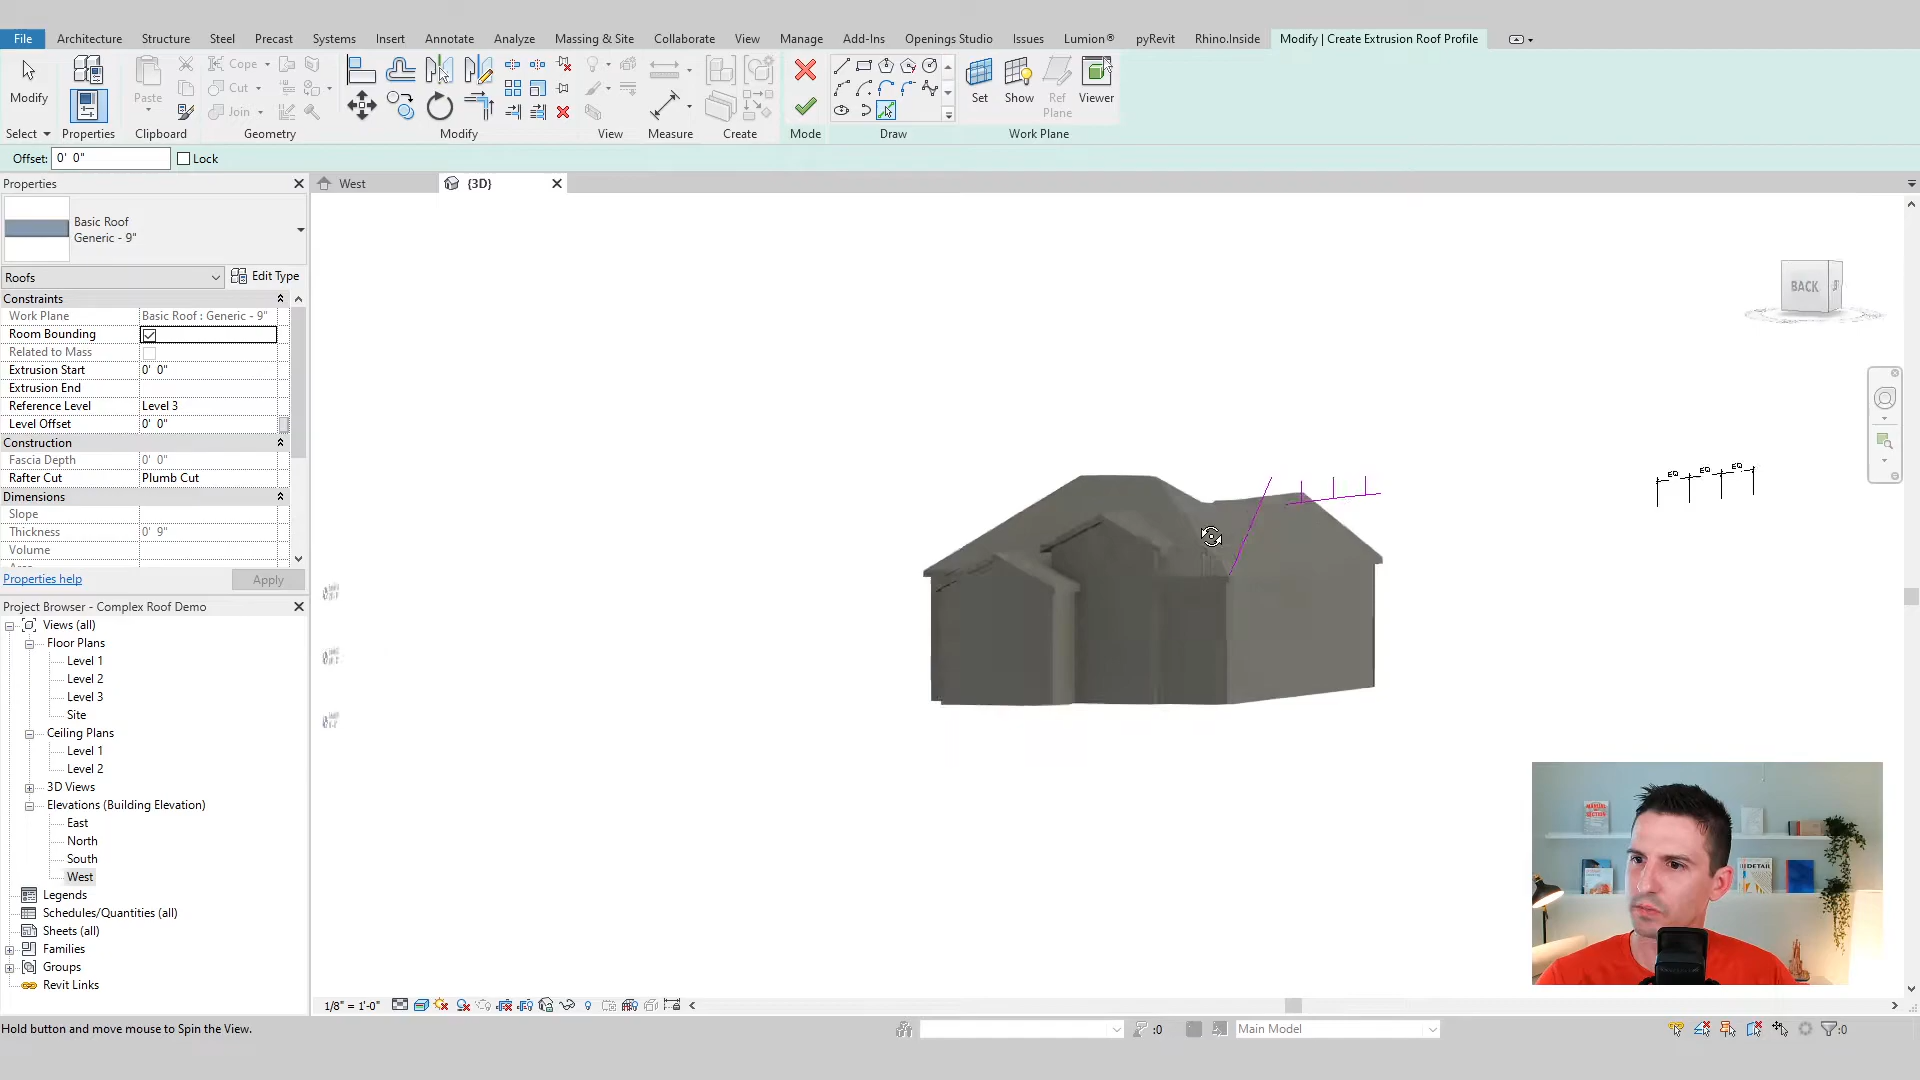 File Architecture Structure Steel Precast Systems Insert Annotate Analyze Massing & Site Collaborate View Manage Add-Ins Openings Studio Issues Lumion® pyRevit Rhino.Inside Modify | Create Extrusion Roof Profile
Modify Paste Cope Cut Join Set Show Ref Plane Viewer
Select Properties Clipboard Geometry Modify View Measure Create Mode Draw Work Plane
Offset: 0' 0" Lock
Properties
West {3D}
Basic Roof
Generic - 9"
Roofs Edit Type
Constraints
Work Plane Basic Roof : Generic - 9"
Room Bounding
Related to Mass
Extrusion Start 0' 0"
Extrusion End
Reference Level Level 3
Level Offset 0' 0"
Construction
Fascia Depth 0' 0"
Rafter Cut Plumb Cut
Dimensions
Slope
Thickness 0' 9"
Volume
Properties help Apply
Project Browser - Complex Roof Demo
Views (all)
Floor Plans
Level 1
Level 2
Level 3
Site
Ceiling Plans
Level 1
Level 2
3D Views
Elevations (Building Elevation)
East
North
South
West
Legends
Schedules/Quantities (all)
Sheets (all)
Families
Groups
Revit Links
BACK
EQ EQ EQ
1/8" = 1'-0"
Hold button and move mouse to Spin the View.
:0 Main Model :0